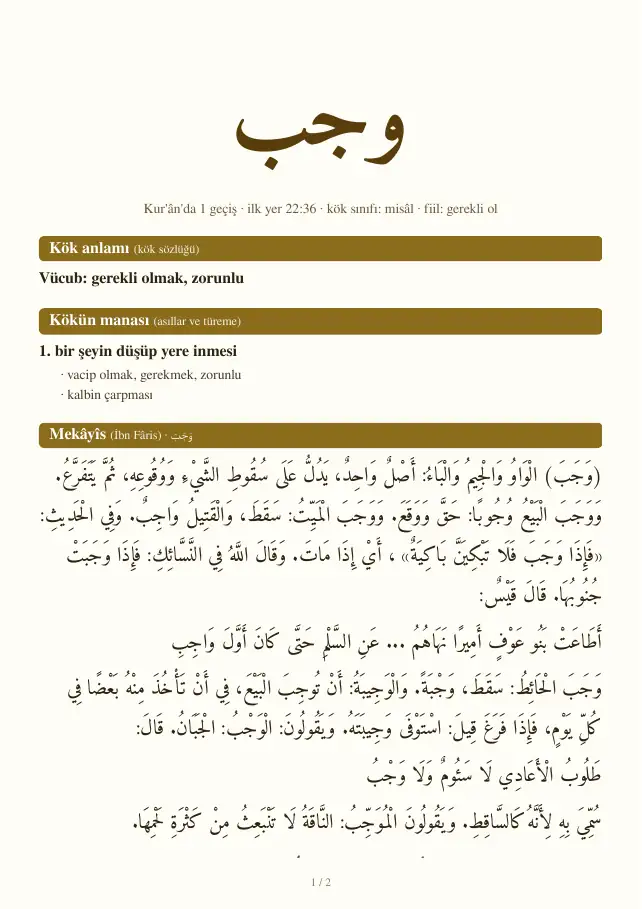 وجب
Kur'ân'da 1 geçiş · ilk yer 22:36 · kök sınıfı: misâl · fiil: gerekli ol
Kök anlamı (kök sözlüğü)
Vücub: gerekli olmak, zorunlu
Kökün manası (asıllar ve türeme)
1. bir şeyin düşüp yere inmesi
· vacip olmak, gerekmek, zorunlu
· kalbin çarpması
Mekâyîs (İbn Fâris) · وَجَبَ
(وَجَبَ) الْوَاوُ وَالْجِيمُ وَالْبَاءُ: أَصْلٌ وَاحِدٌ، يَدُلُّ عَلَى سُقُوطِ الشَّيْءِ وَوُقُوعِهِ، ثُمَّ يَتَفَرَّعُ.
وَوَجَبَ الْبَيْعُ وُجُوبًا: حَقَّ وَوَقَعَ. وَوَجَبَ الْمَيِّتُ: سَقَطَ، وَالْقَتِيلُ وَاجِبٌ. وَفِي الْحَدِيثِ:
«فَإِذَا وَجَبَ فَلَا تَبْكِيَنَّ بَاكِيَةٌ» ، أَيْ إِذَا مَاتَ. وَقَالَ اللَّهُ فِي النَّسَائِكِ: فَإِذَا وَجَبَتْ
جُنُوبُهَا. قَالَ قَيْسٌ:
أَطَاعَتْ بَنُو عَوْفٍ أَمِيرًا نَهَاهُمُ ... عَنِ السَّلْمِ حَتَّى كَانَ أَوَّلَ وَاجِبِ
وَجَبَ الْحَائِطُ: سَقَطَ، وَجْبَةً. وَالْوَجِيبَةُ: أَنْ تُوجِبَ الْبَيْعَ، فِي أَنْ تَأْخُذَ مِنْهُ بَعْضًا فِي
كُلِّ يَوْمٍ، فَإِذَا فَرَغَ قِيلَ: اسْتَوْفَى وَجِيبَتَهُ. وَيَقُولُونَ: الْوَجْبُ: الْجَبَانُ. قَالَ:
طَلُوبُ الْأَعَادِي لَا سَئُومٌ وَلَا وَجْبُ
سُمِّيَ بِهِ لِأَنَّهُ كَالسَّاقِطِ. وَيَقُولُونَ الْمُوَجِّبُ: النَّاقَةُ لَا تَنْبَعِثُ مِنْ كَثْرَةِ لَحْمِهَا.
1 / 2